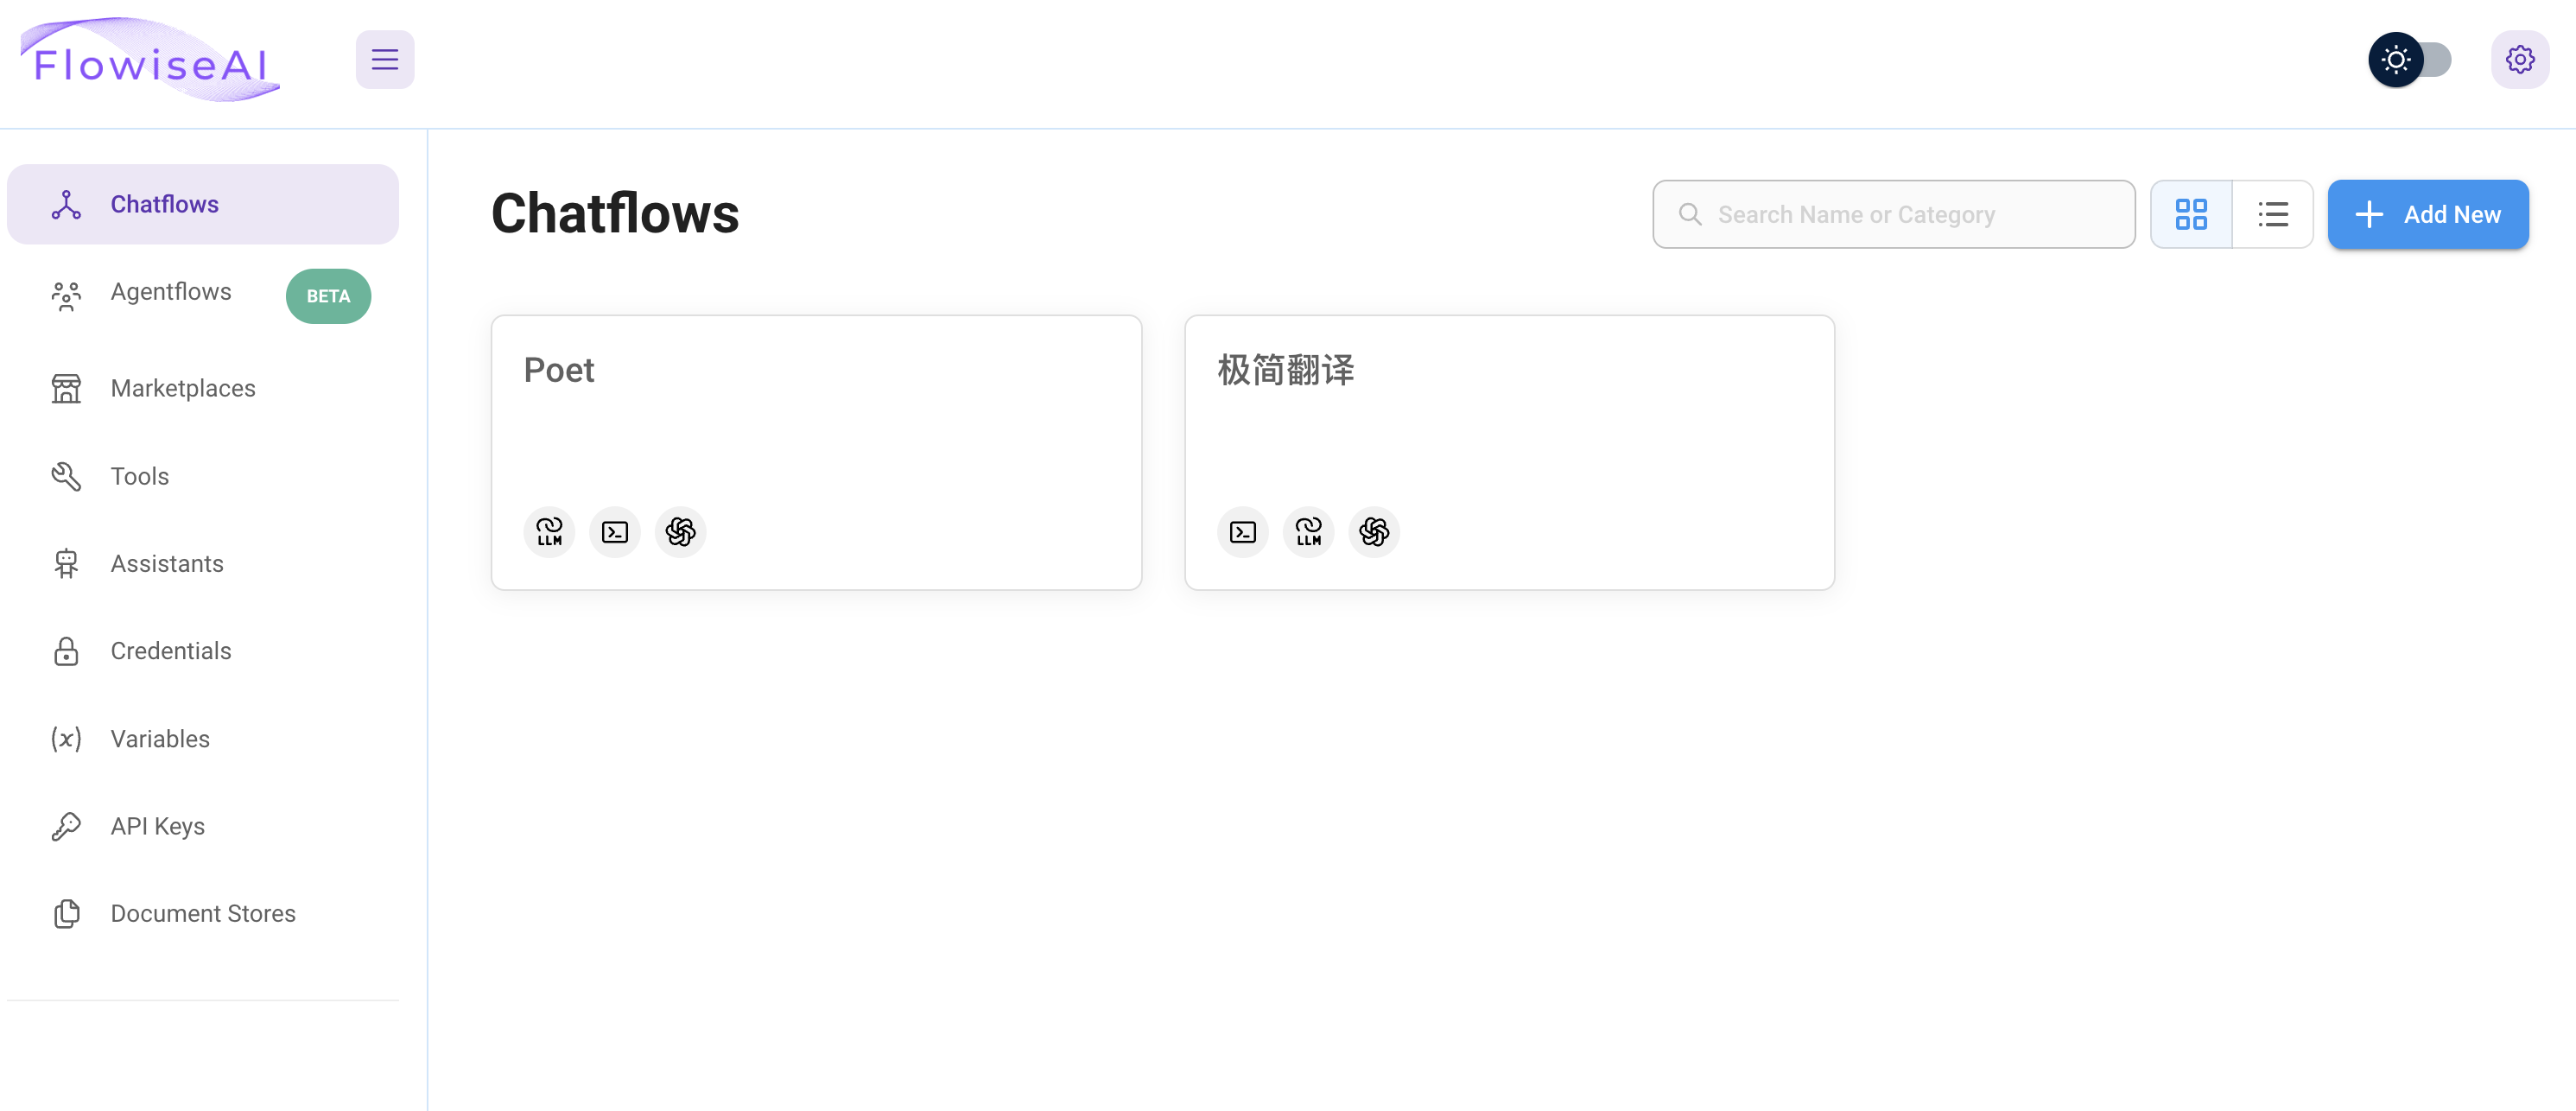 FlowiseAI
Chatflows
Agentflows
BETA
Marketplaces
Tools
Assistants
Credentials
Variables
API Keys
Document Stores
Chatflows
Search Name or Category
Add New
Poet
LLM
极简翻译
LLM